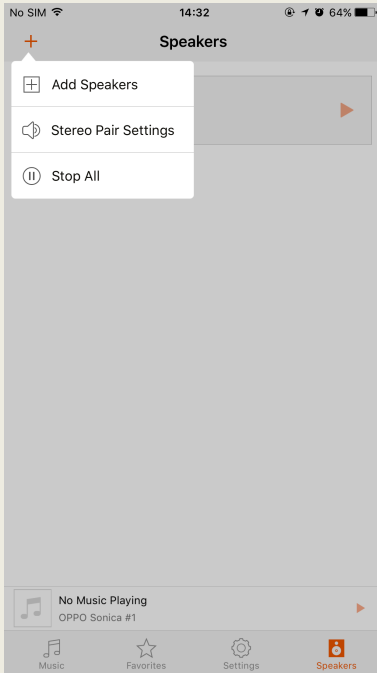 No SIM 14:32 64%
+ Speakers
Add Speakers
Stereo Pair Settings
Stop All
No Music Playing
OPPO Sonica #1
Music Favorites Settings Speakers